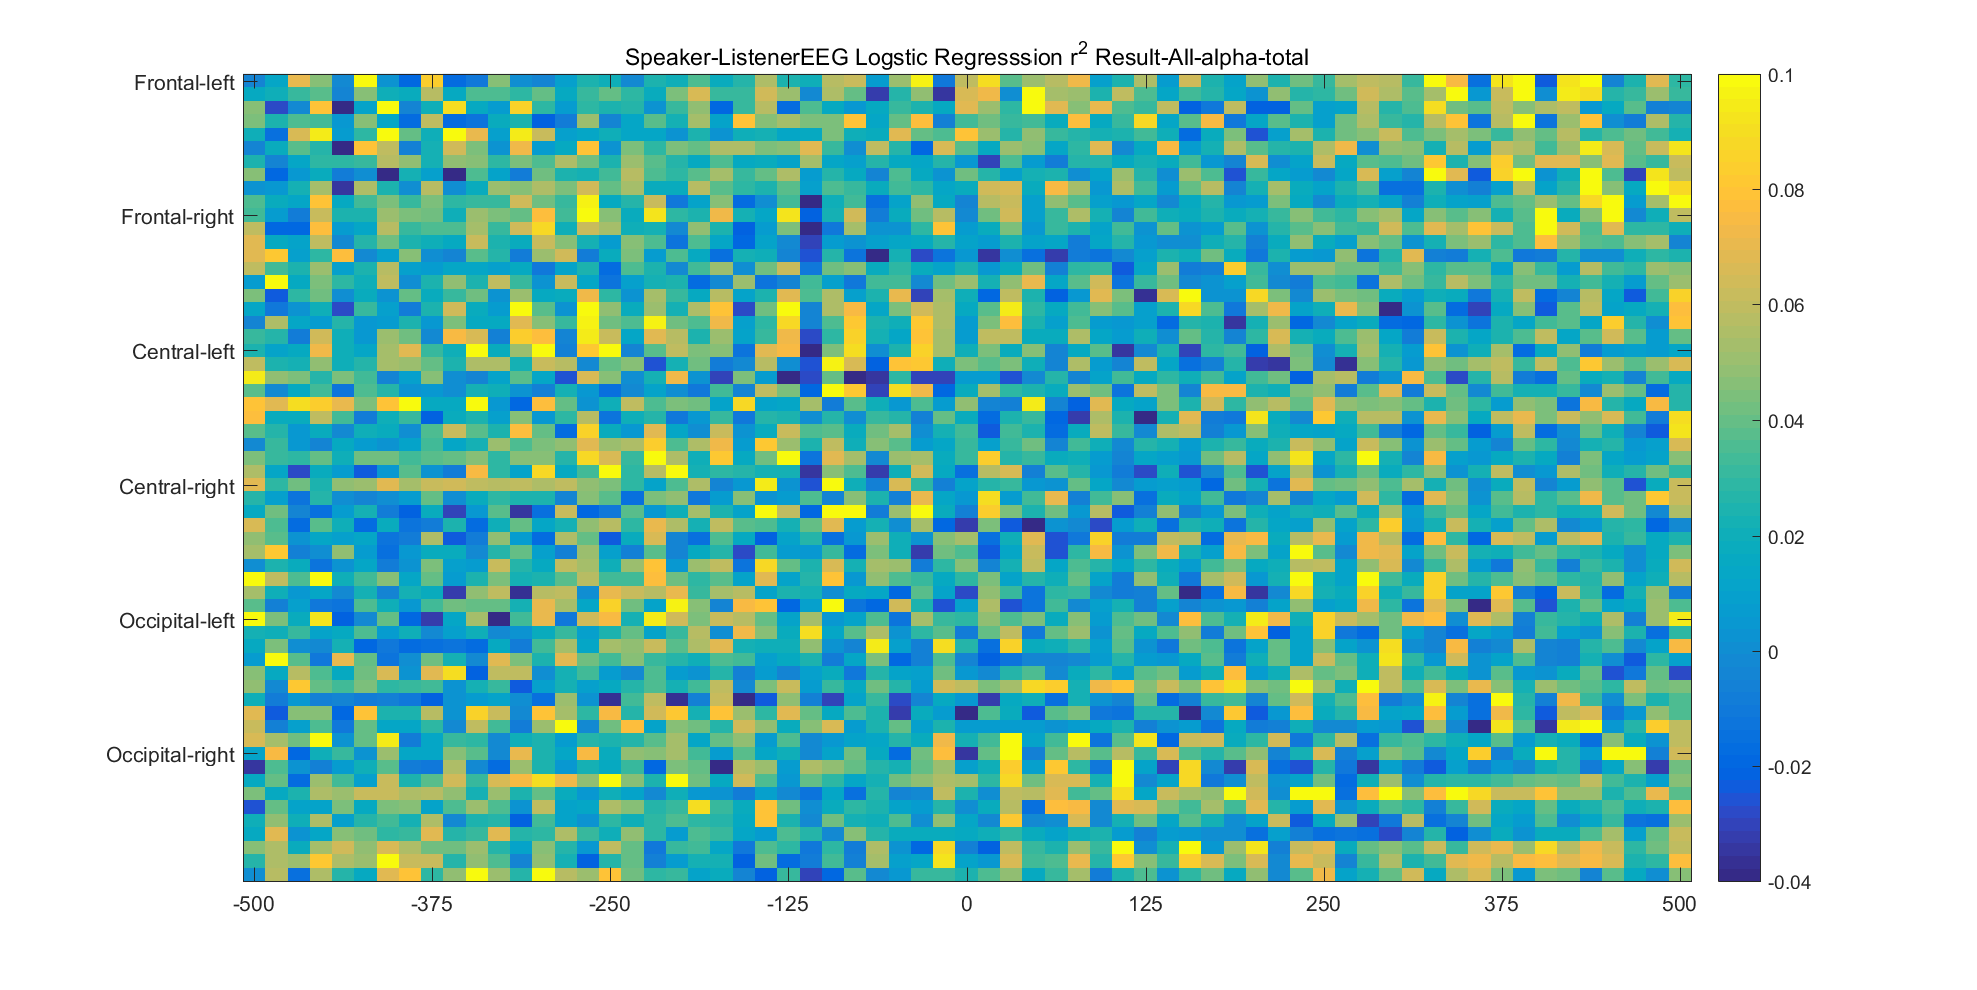 Speaker-ListenerEEG Logstic Regresssion r² Result-All-alpha-total
Frontal-left
Frontal-right
Central-left
Central-right
Occipital-left
Occipital-right
-500 -375 -250 -125 0 125 250 375 500
0.1
0.08
0.06
0.04
0.02
0
-0.02
-0.04